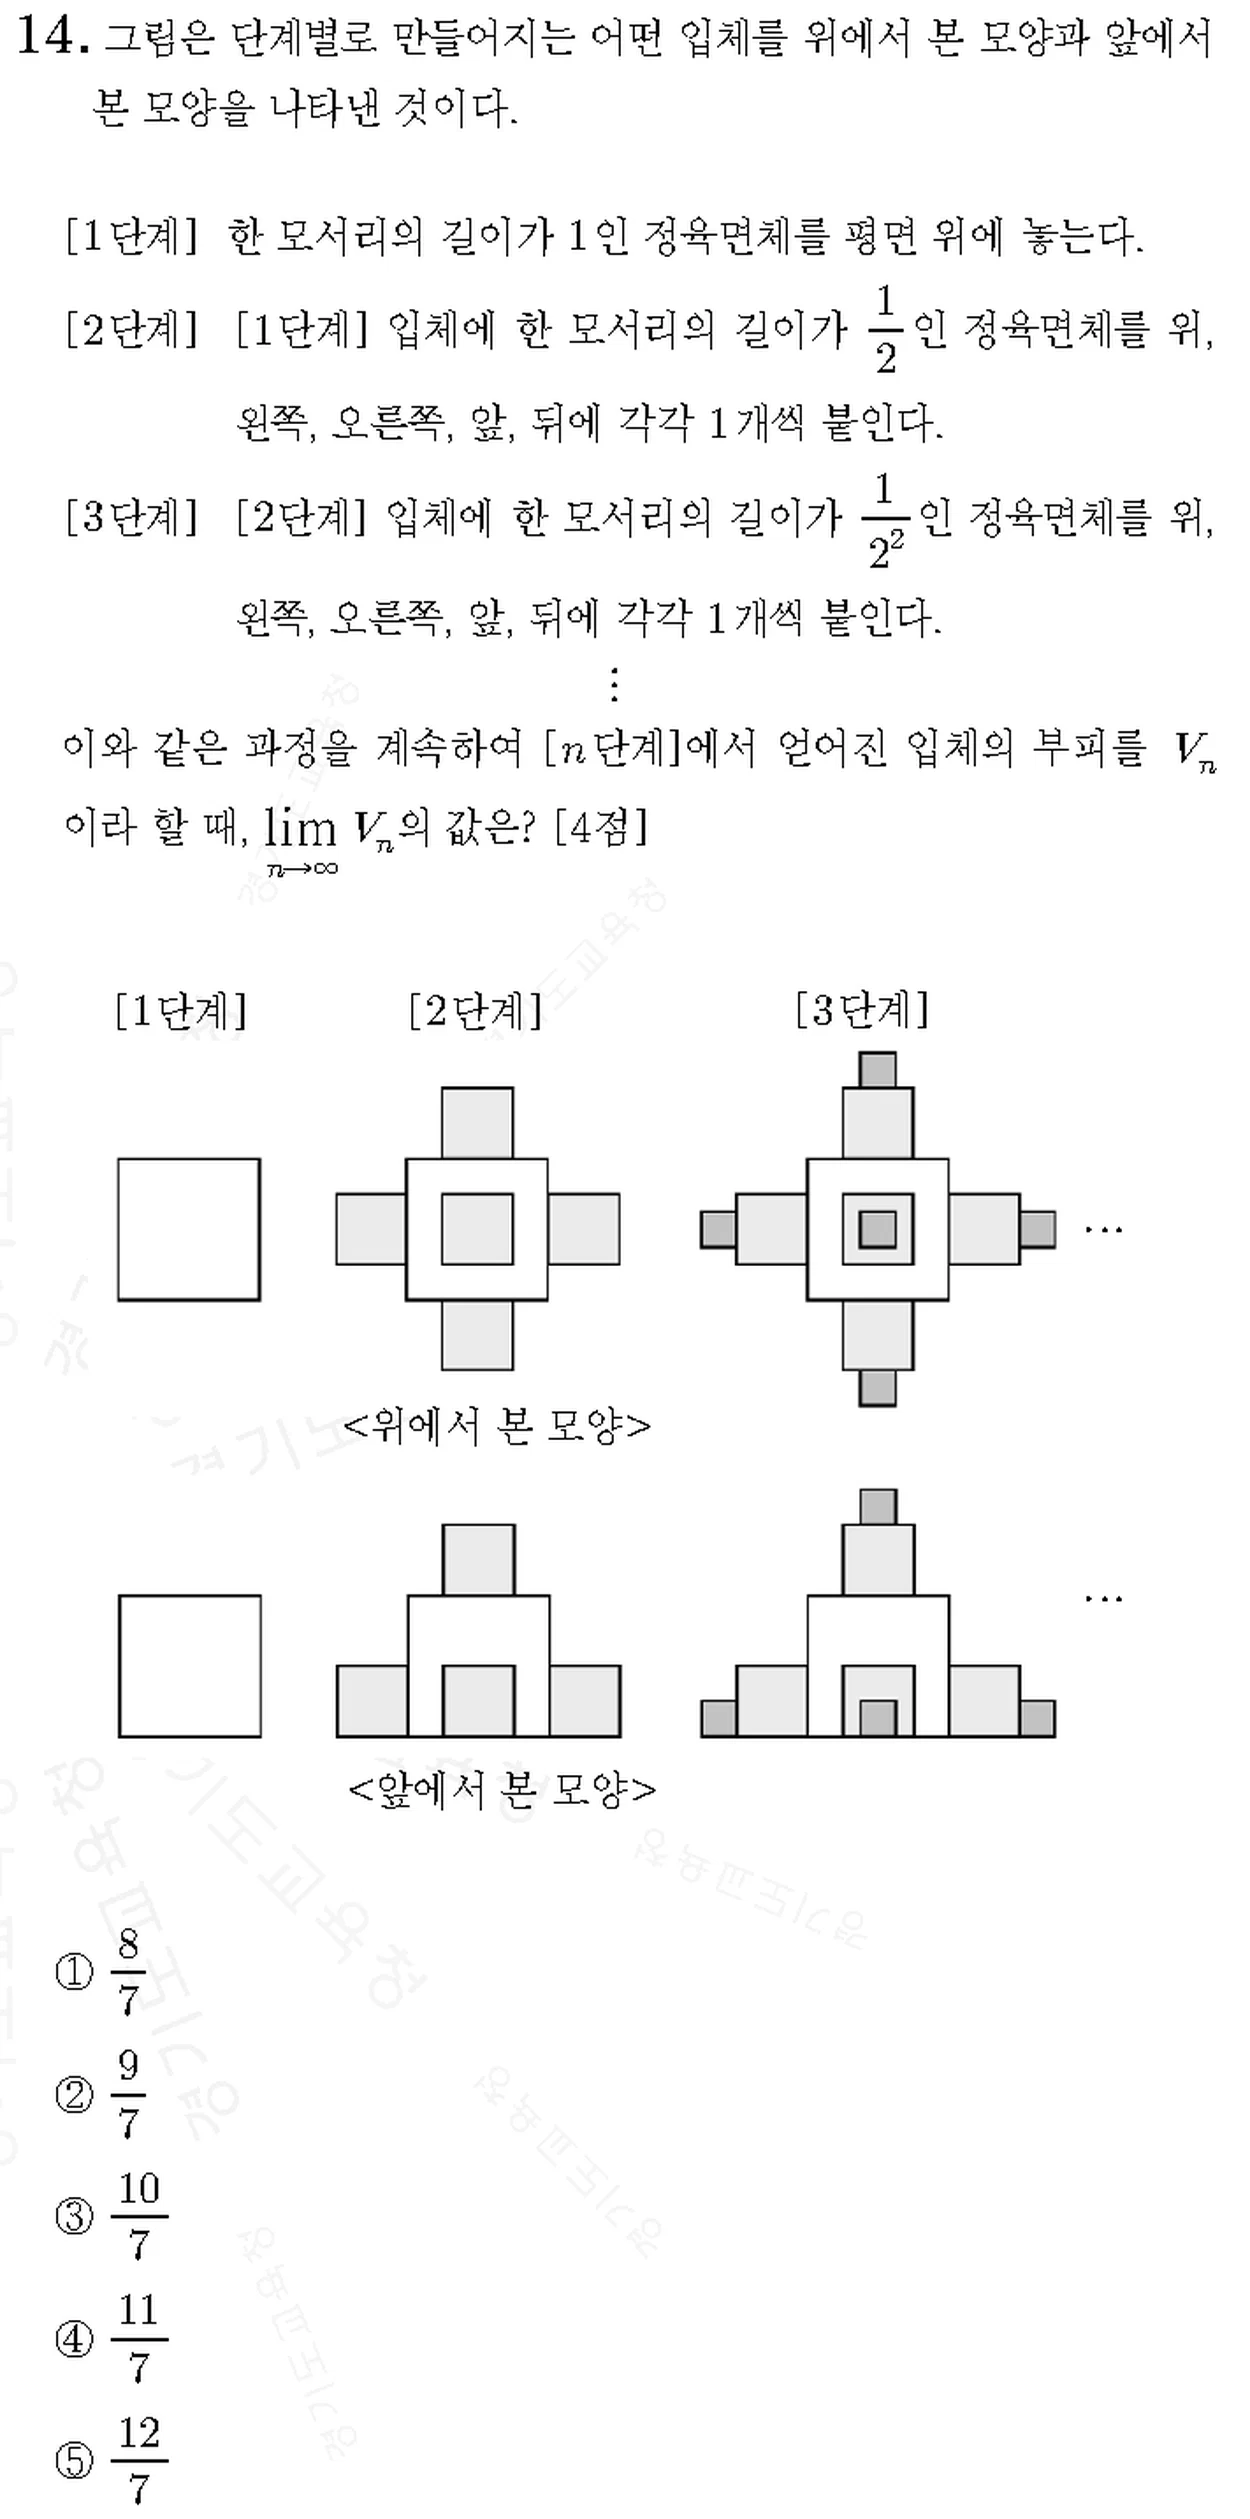 14. 그림은 단계별로 만들어지는 어떤 입체를 위에서 본 모양과 앞에서
본 모양을 나타낸 것이다.
[1단계] 한 모서리의 길이가 1인 정육면체를 평면 위에 놓는다.
[2단계] [1단계] 입체에 한 모서리의 길이가 1/2인 정육면체를 위,
왼쪽, 오른쪽, 앞, 뒤에 각각 1개씩 붙인다.
[3단계] [2단계] 입체에 한 모서리의 길이가 1/2²인 정육면체를 위,
왼쪽, 오른쪽, 앞, 뒤에 각각 1개씩 붙인다.
⋮
이와 같은 과정을 계속하여 [n단계]에서 얻어진 입체의 부피를 Vₙ
이라 할 때, lim n→∞ Vₙ의 값은? [4점]
[1단계] [2단계] [3단계]
…
<위에서 본 모양>
…
<앞에서 본 모양>
① 8/7
② 9/7
③ 10/7
④ 11/7
⑤ 12/7